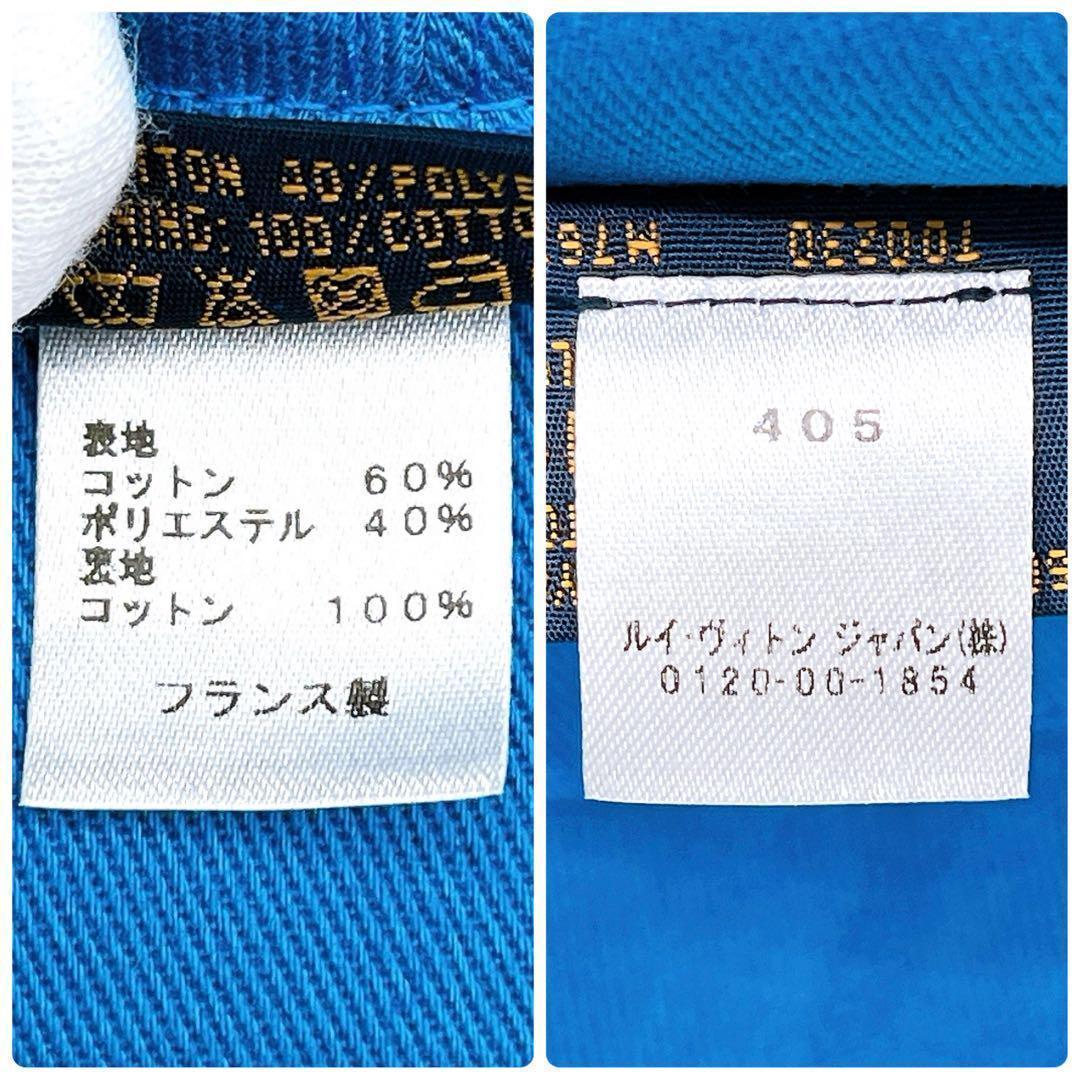 40% POLYE
100% COTTO
表地
コットン 60%
ポリエステル 40%
裏地
コットン 100%
フランス製
405
ルイ・ヴィトン ジャパン(株)
0120-00-1854